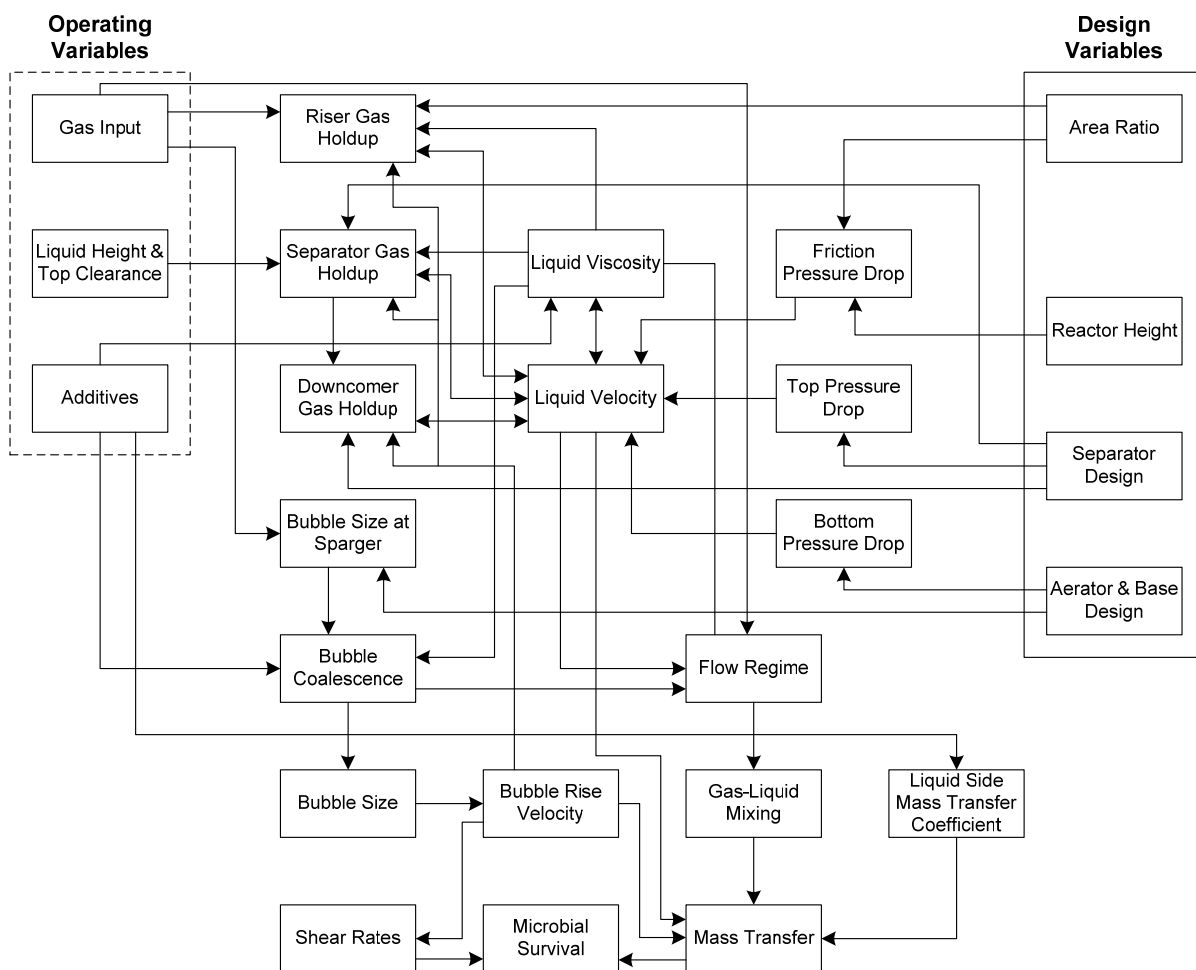 Operating
Variables
Design
Variables
Gas Input
Riser Gas
Holdup
Area Ratio
Liquid Height &
Top Clearance
Separator Gas
Holdup
Liquid Viscosity
Friction
Pressure Drop
Reactor Height
Additives
Downcomer
Gas Holdup
Liquid Velocity
Top Pressure
Drop
Separator
Design
Bubble Size at
Sparger
Bottom
Pressure Drop
Aerator & Base
Design
Bubble
Coalescence
Flow Regime
Bubble Size
Bubble Rise
Velocity
Gas-Liquid
Mixing
Liquid Side
Mass Transfer
Coefficient
Shear Rates
Microbial
Survival
Mass Transfer